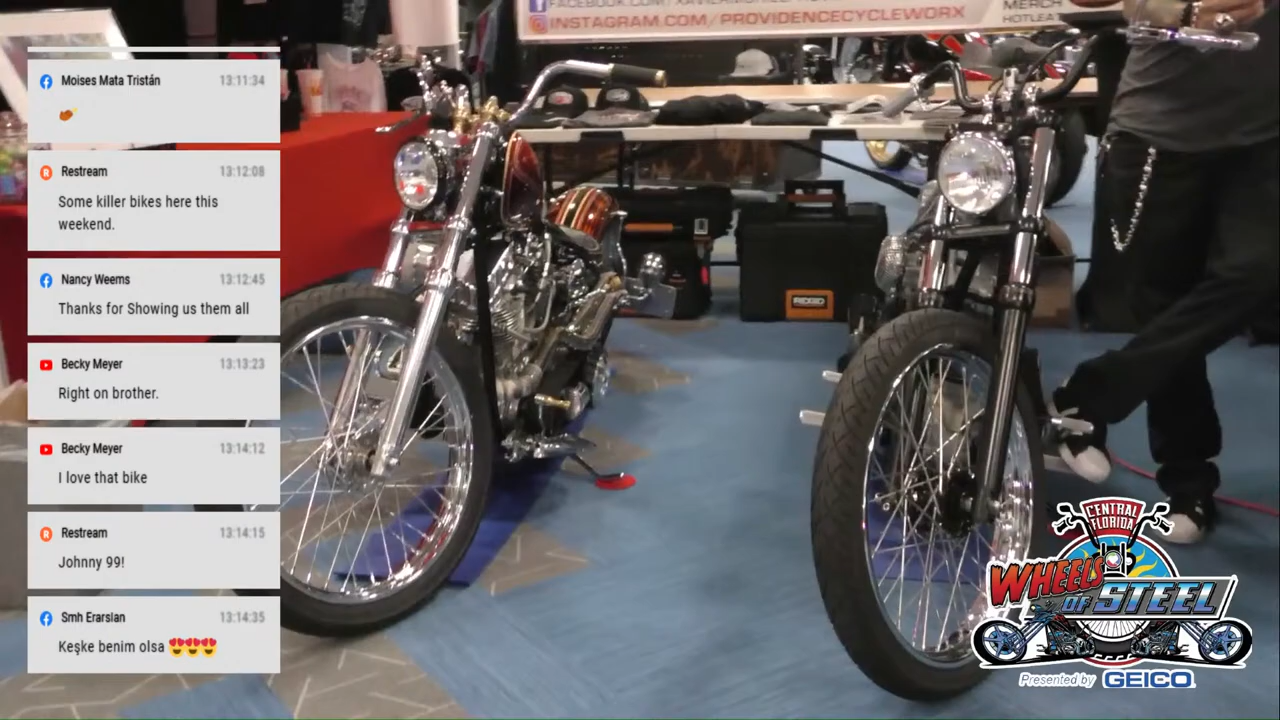 FACEBOOK.COM/
INSTAGRAM.COM/PROVIDENCECYCLEWORX
MERCH
Moises Mata Tristán 13:11:34
Restream 13:12:08
Some killer bikes here this
weekend.
Nancy Weems 13:12:45
Thanks for Showing us them all
Becky Meyer 13:13:23
Right on brother.
Becky Meyer 13:14:12
I love that bike
Restream 13:14:15
Johnny 99!
Smh Erarslan 13:14:35
Keşke benim olsa 😍😍😍
RIDGID
CENTRAL
FLORIDA
WHEELS
OF STEEL
Presented by GEICO